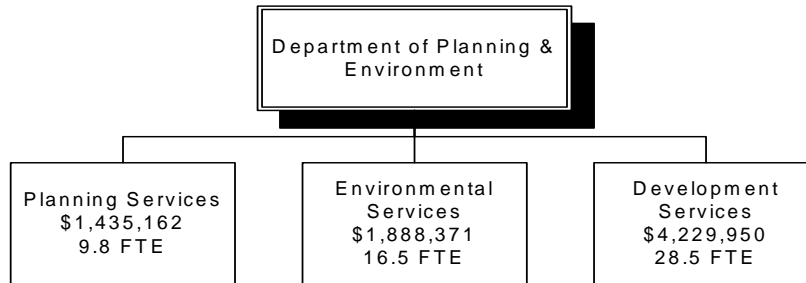 Department of Planning &
Environment
Planning Services
$1,435,162
9.8 FTE
Environmental
Services
$1,888,371
16.5 FTE
Development
Services
$4,229,950
28.5 FTE